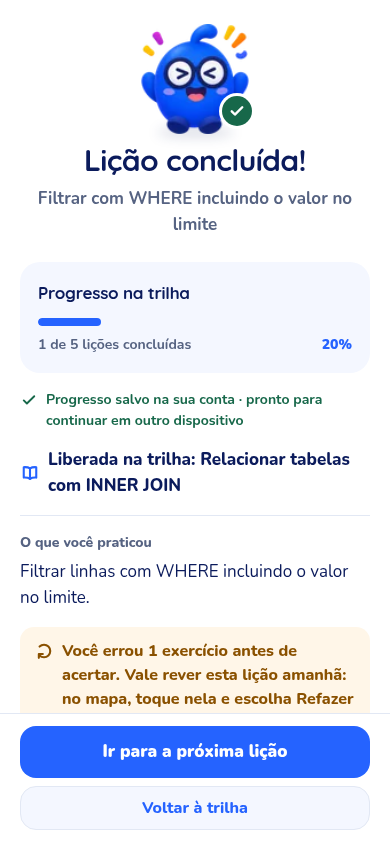 Lição concluída!
Filtrar com WHERE incluindo o valor no
limite
Progresso na trilha
1 de 5 lições concluídas
20%
Progresso salvo na sua conta · pronto para
continuar em outro dispositivo
Liberada na trilha: Relacionar tabelas
com INNER JOIN
O que você praticou
Filtrar linhas com WHERE incluindo o valor
no limite.
Você errou 1 exercício antes de
acertar. Vale rever esta lição amanhã:
no mapa, toque nela e escolha Refazer
Ir para a próxima lição
Voltar à trilha